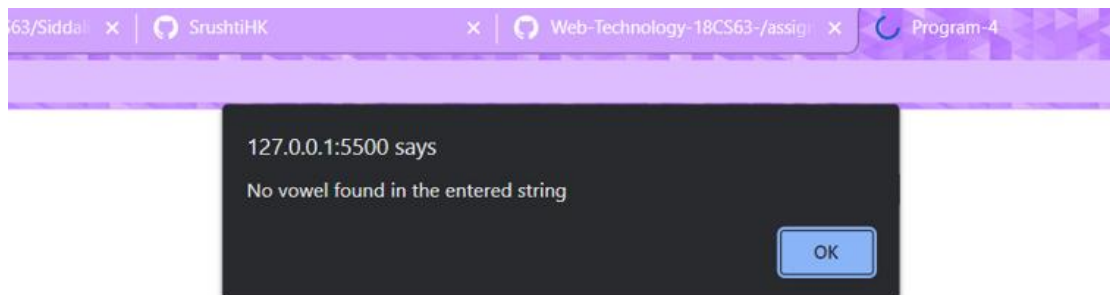 63/Siddal
SrushtiHK
Web-Technology-18CS63-/assig
Program-4
127.0.0.1:5500 says
No vowel found in the entered string
OK